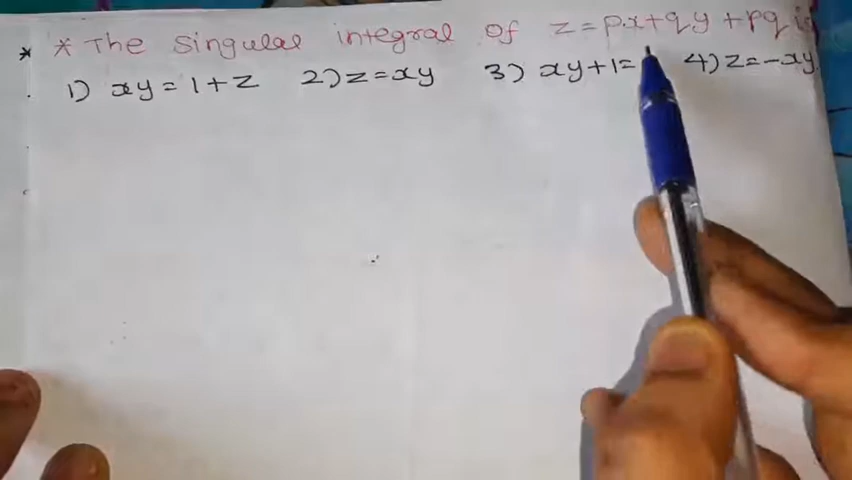 * * The singular integral of z = px + qy + pq is
1) xy = 1 + z 2) z = xy 3) xy + 1 = 4) z = - xy